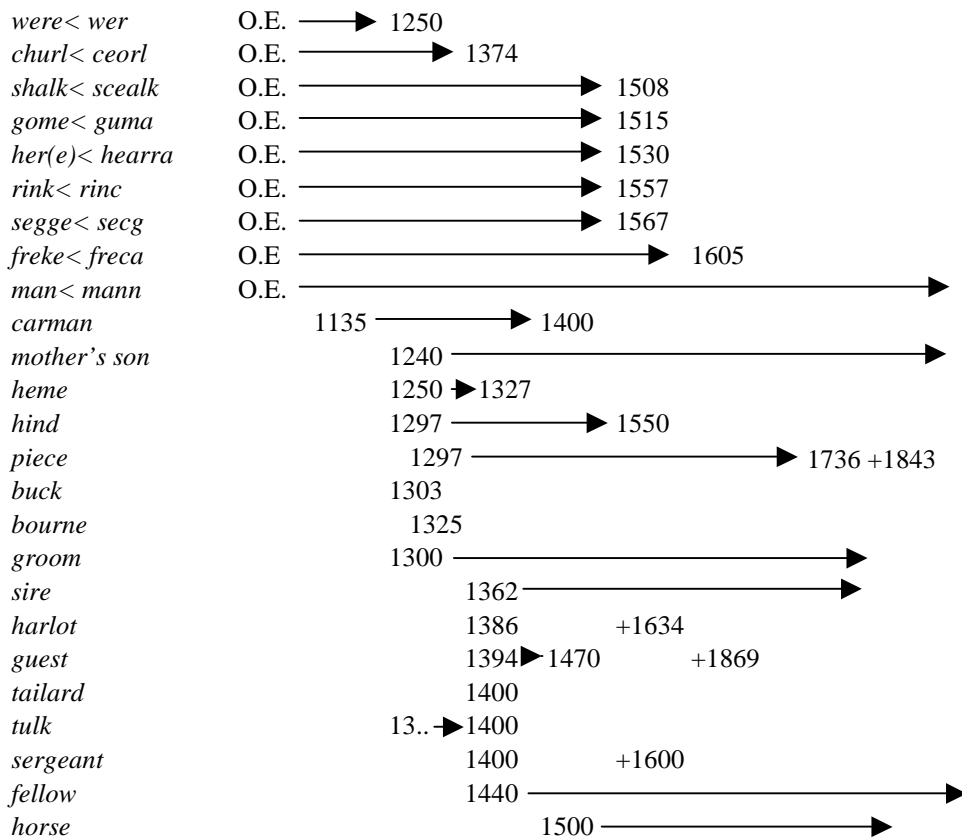 were< wer O.E. 1250
churl< ceorl O.E. 1374
shalk< scealk O.E. 1508
gome< guma O.E. 1515
her(e)< hearra O.E. 1530
rink< rinc O.E. 1557
segge< secg O.E. 1567
freke< freca O.E 1605
man< mann O.E.
carman 1135 1400
mother's son 1240
heme 1250 1327
hind 1297 1550
piece 1297 1736 +1843
buck 1303
bourne 1325
groom 1300
sire 1362
harlot 1386 +1634
guest 1394 1470 +1869
tailard 1400
tulk 13.. 1400
sergeant 1400 +1600
fellow 1440
horse 1500